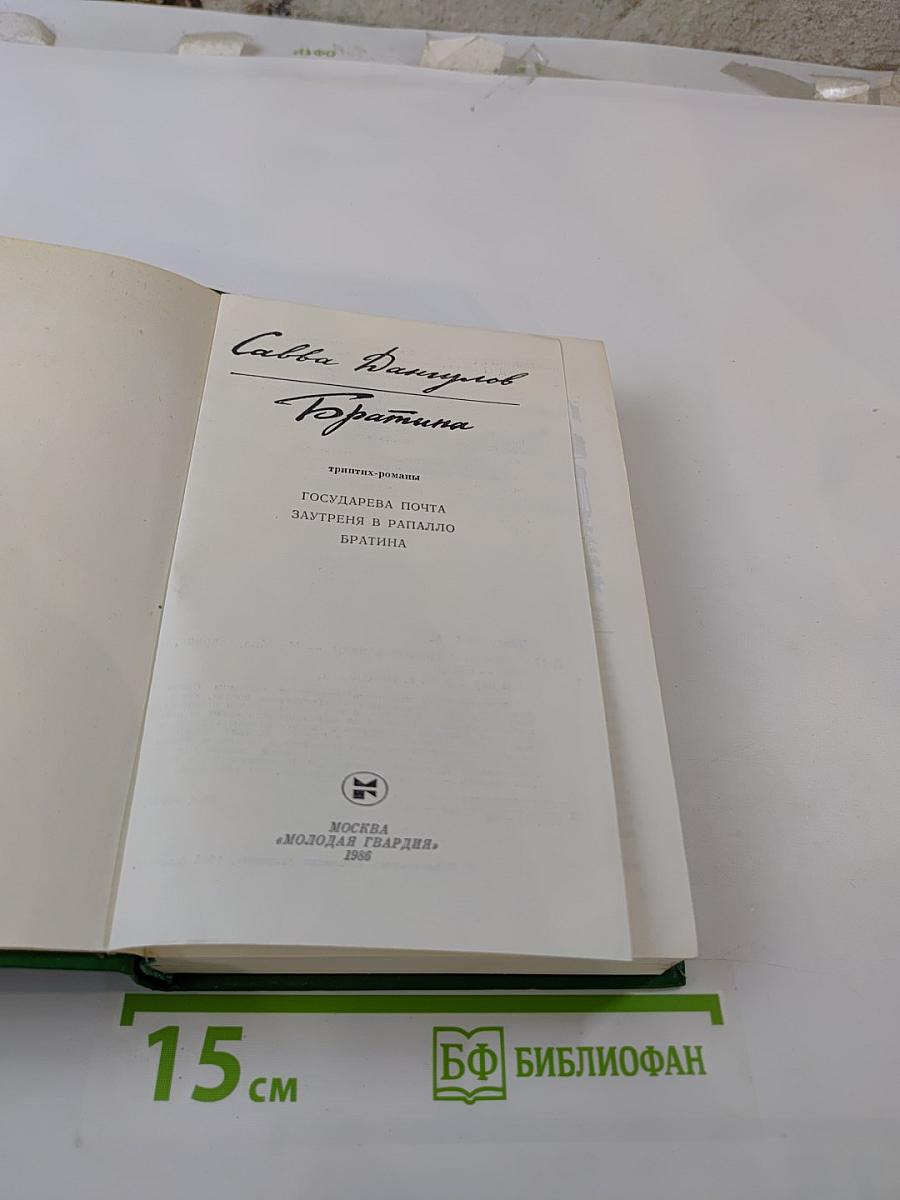 Савва Дангулов
Братина
триптих-романы
ГОСУДАРЕВА ПОЧТА
ЗАУТРЕНЯ В РАПАЛЛО
БРАТИНА
МОСКВА
«МОЛОДАЯ ГВАРДИЯ»
1986
15 см
БФ БИБЛИОФАН